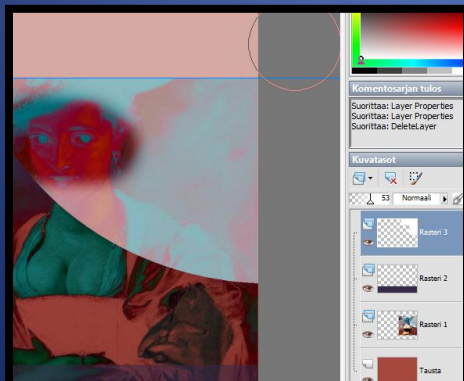 Komentosarjan tulos
Suorittaa: Layer Properties
Suorittaa: Layer Properties
Suorittaa: DeleteLayer
Kuvatasot
53 Normaali
Rasteri 3
Rasteri 2
Rasteri 1
Tausta